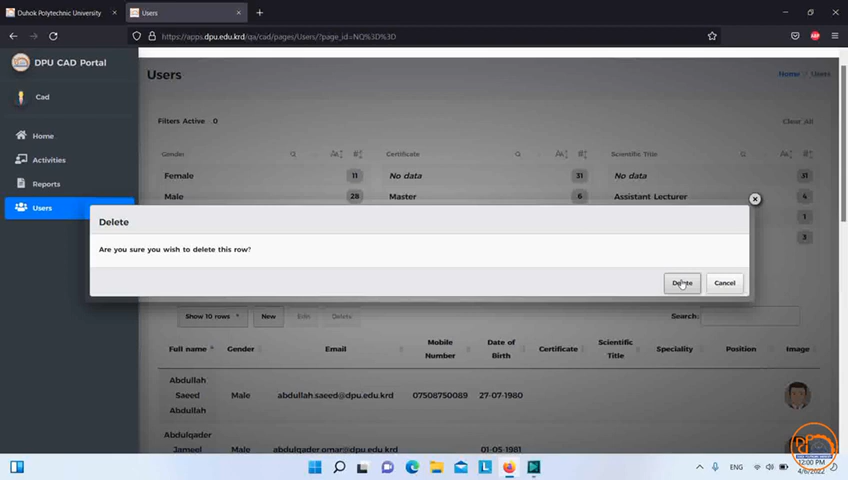 Duhok Polytechnic University
Users
https://apps.dpu.edu.krd/qa/cad/pages/Users/?page_id=NQ%3D%3D
DPU CAD Portal
Cad
Home
Activities
Reports
Users
Users
Home / Users
Filters Active 0
Clear All
Gender
Certificate
Scientific Title
Female 11
No data 31
No data 31
Male 28
Master 6
Assistant Lecturer 4
1
3
Delete
Are you sure you wish to delete this row?
Delete
Cancel
Show 10 rows
New
Edit
Delete
Search:
Full name
Gender
Email
Mobile Number
Date of Birth
Certificate
Scientific Title
Speciality
Position
Image
Abdullah
Saeed
Abdullah
Male
abdullah.saeed@dpu.edu.krd
07508750089
27-07-1980
Abdulqader
Jameel
Male
abdulqader.omar@dpu.edu.krd
01-05-1981
ENG
12:00 PM
4/6/2022